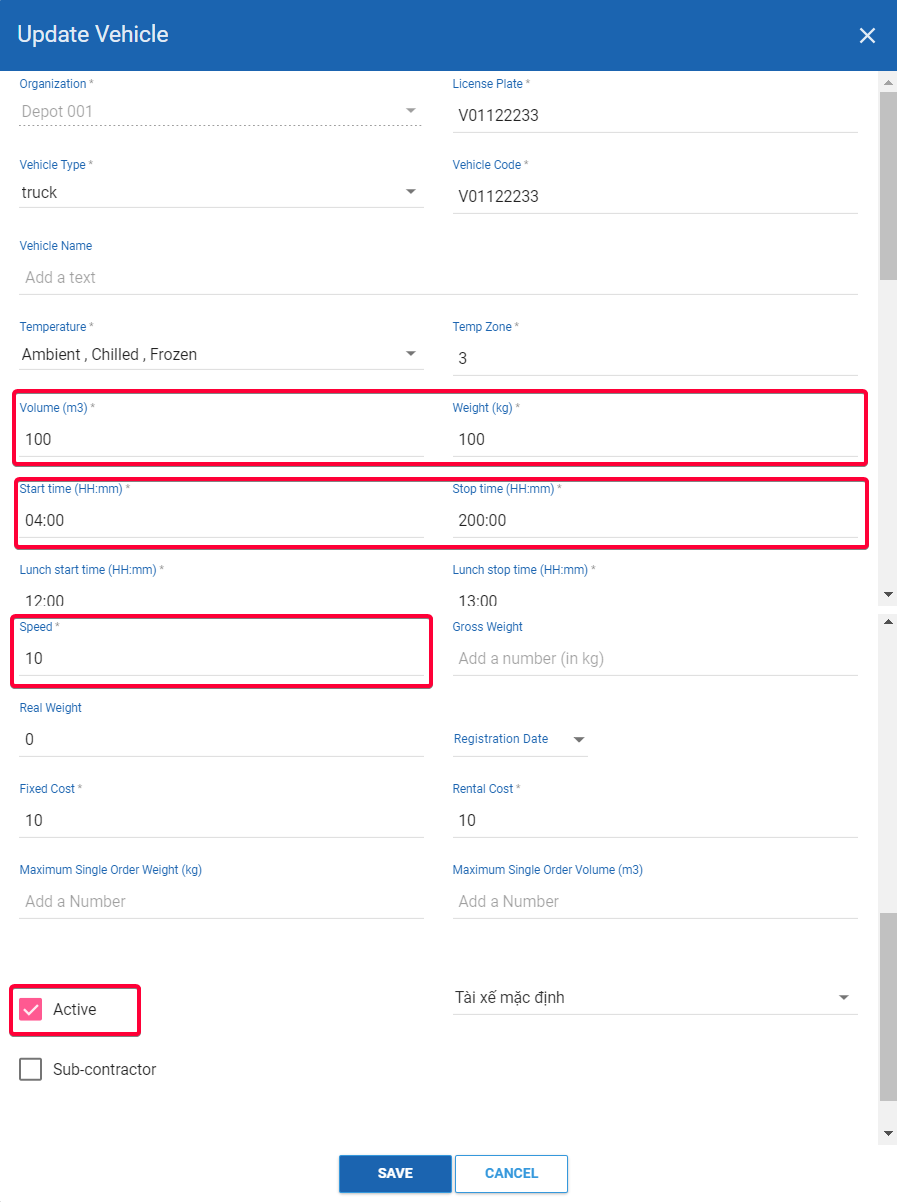 Update Vehicle
Organization *
License Plate *
Depot 001
V01122233
Vehicle Type *
Vehicle Code *
truck
V01122233
Vehicle Name
Add a text
Temperature *
Temp Zone *
Ambient , Chilled , Frozen
3
Volume (m3) *
Weight (kg) *
100
100
Start time (HH:mm) *
Stop time (HH:mm) *
04:00
200:00
Lunch start time (HH:mm) *
Lunch stop time (HH:mm) *
12:00
13:00
Speed *
Gross Weight
10
Add a number (in kg)
Real Weight
0
Registration Date
Fixed Cost *
Rental Cost *
10
10
Maximum Single Order Weight (kg)
Maximum Single Order Volume (m3)
Add a Number
Add a Number
Active
Tài xế mặc định
Sub-contractor
SAVE
CANCEL